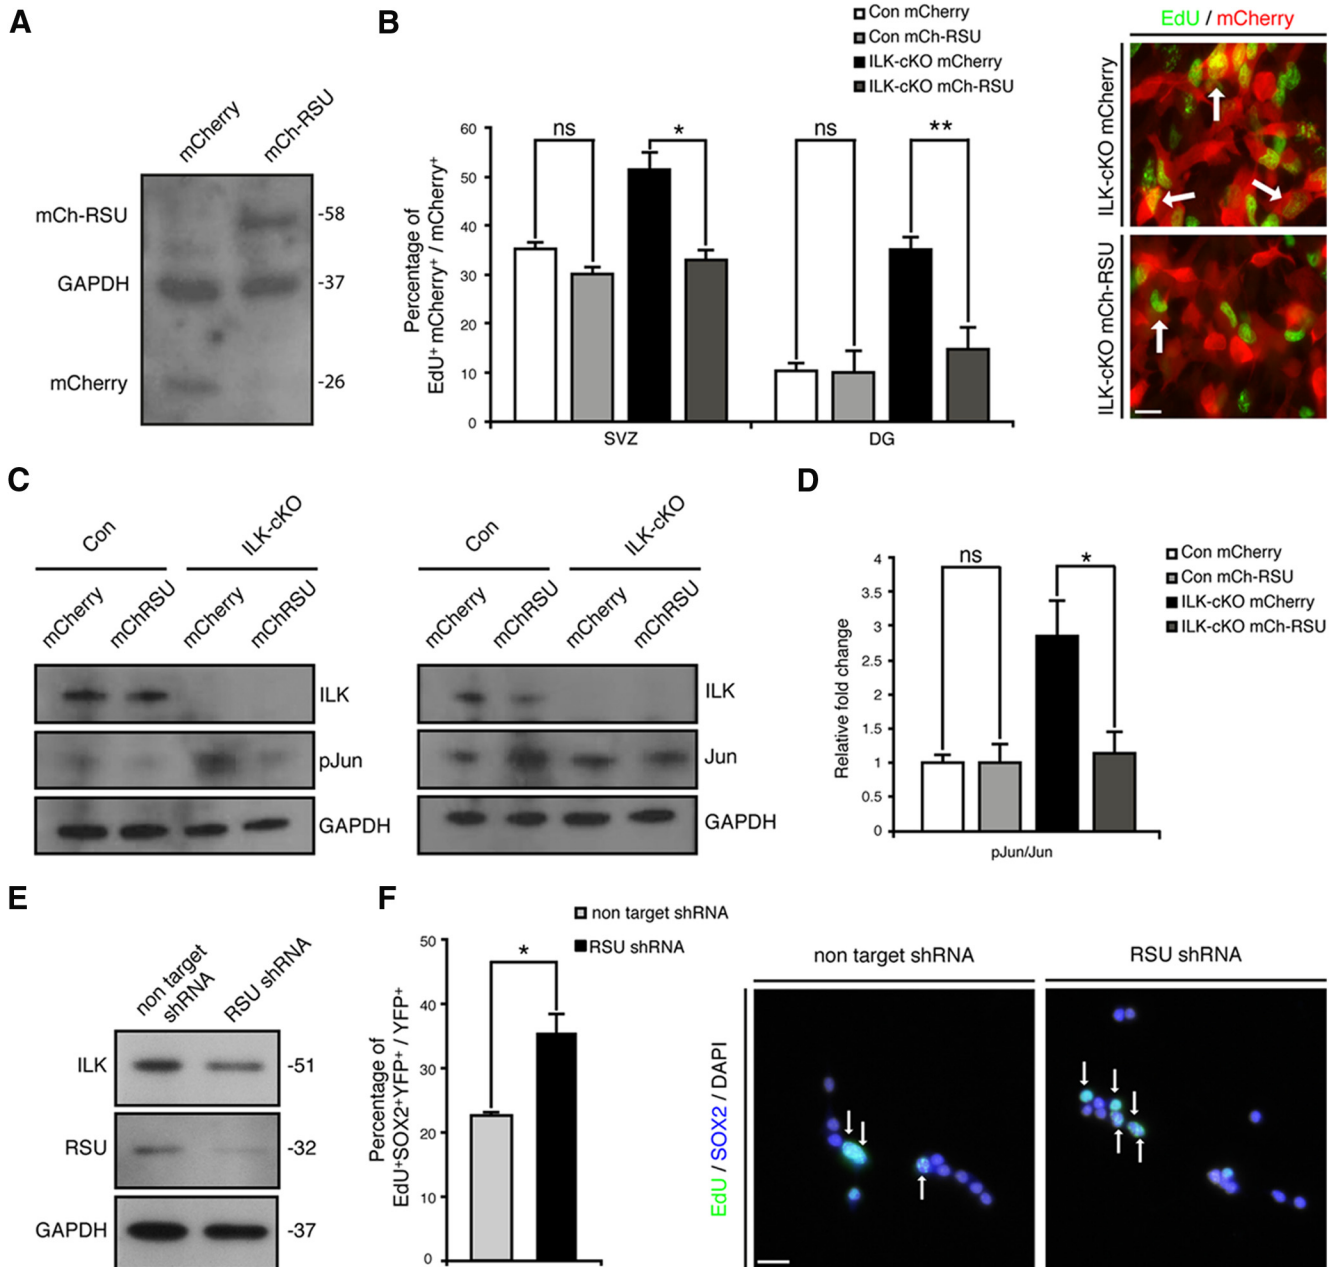 A
mCherry
mCh-RSU
mCh-RSU
-58
GAPDH
-37
mCherry
-26
B
Con mCherry
Con mCh-RSU
ILK-cKO mCherry
ILK-cKO mCh-RSU
Percentage of
EdU⁺ mCherry⁺ / mCherry⁺
60
50
40
30
20
10
0
ns
*
ns
**
SVZ
DG
EdU / mCherry
ILK-cKO mCherry
ILK-cKO mCh-RSU
C
Con
ILK-cKO
mCherry
mChRSU
mCherry
mChRSU
ILK
pJun
GAPDH
Con
ILK-cKO
mCherry
mChRSU
mCherry
mChRSU
ILK
Jun
GAPDH
D
Relative fold change
4
3.5
3
2.5
2
1.5
1
0.5
0
ns
*
pJun/Jun
Con mCherry
Con mCh-RSU
ILK-cKO mCherry
ILK-cKO mCh-RSU
E
non target
shRNA
RSU shRNA
ILK
-51
RSU
-32
GAPDH
-37
F
non target shRNA
RSU shRNA
Percentage of
EdU⁺SOX2⁺YFP⁺ / YFP⁺
50
40
30
20
10
0
*
non target shRNA
RSU shRNA
EdU / SOX2 / DAPI